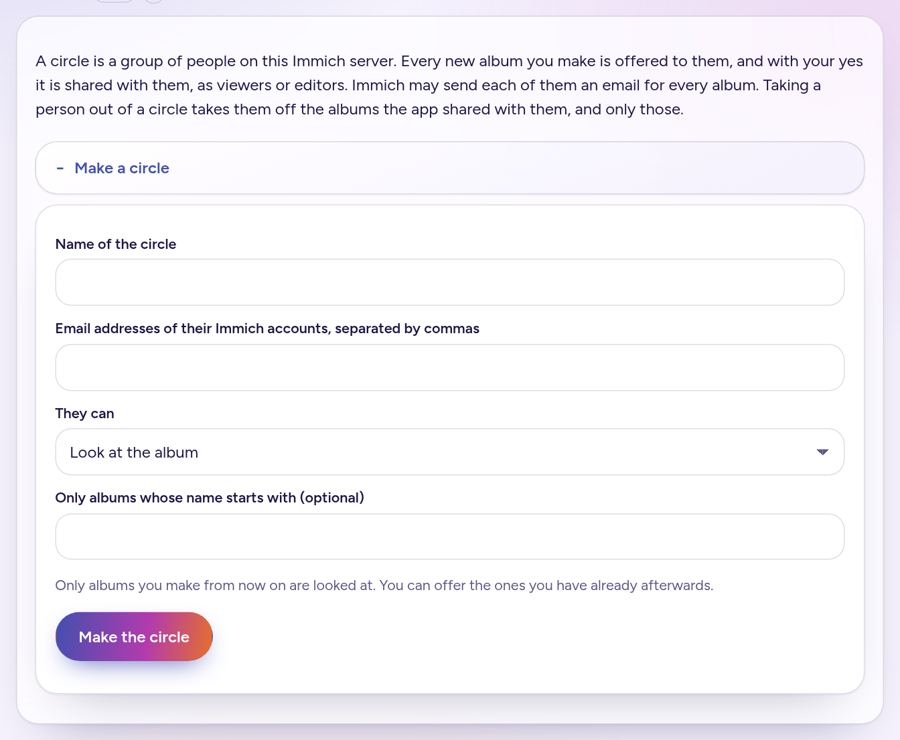 A circle is a group of people on this Immich server. Every new album you make is offered to them, and with your yes
it is shared with them, as viewers or editors. Immich may send each of them an email for every album. Taking a
person out of a circle takes them off the albums the app shared with them, and only those.
– Make a circle
Name of the circle
Email addresses of their Immich accounts, separated by commas
They can
Look at the album
Only albums whose name starts with (optional)
Only albums you make from now on are looked at. You can offer the ones you have already afterwards.
Make the circle